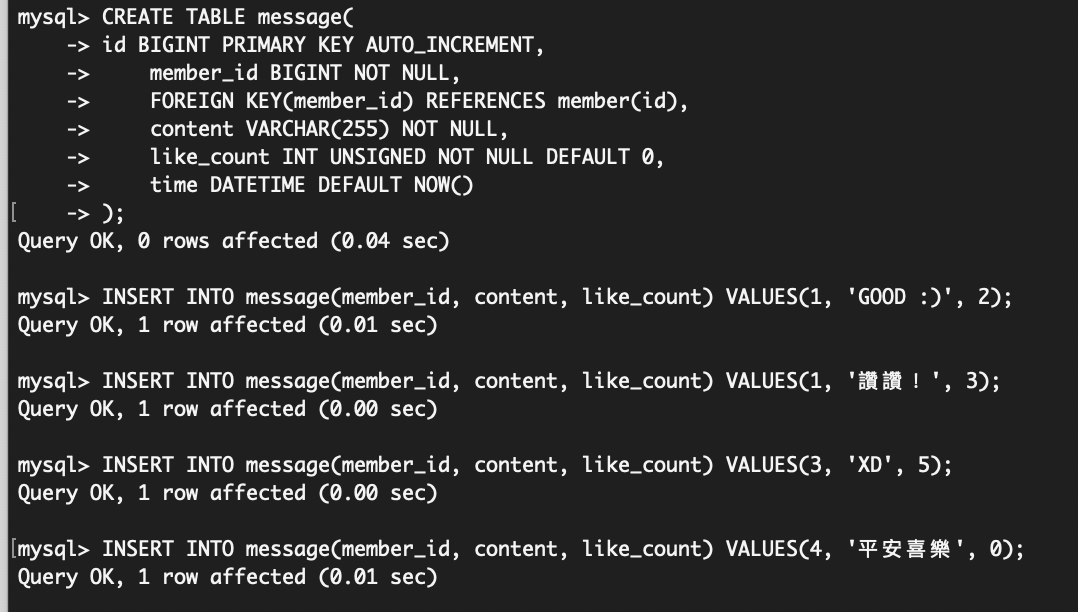 mysql> CREATE TABLE message(
    -> id BIGINT PRIMARY KEY AUTO_INCREMENT,
    ->     member_id BIGINT NOT NULL,
    ->     FOREIGN KEY(member_id) REFERENCES member(id),
    ->     content VARCHAR(255) NOT NULL,
    ->     like_count INT UNSIGNED NOT NULL DEFAULT 0,
    ->     time DATETIME DEFAULT NOW()
[    -> );
Query OK, 0 rows affected (0.04 sec)

mysql> INSERT INTO message(member_id, content, like_count) VALUES(1, 'GOOD :)', 2);
Query OK, 1 row affected (0.01 sec)

mysql> INSERT INTO message(member_id, content, like_count) VALUES(1, '讚讚！', 3);
Query OK, 1 row affected (0.00 sec)

mysql> INSERT INTO message(member_id, content, like_count) VALUES(3, 'XD', 5);
Query OK, 1 row affected (0.00 sec)

[mysql> INSERT INTO message(member_id, content, like_count) VALUES(4, '平安喜樂', 0);
Query OK, 1 row affected (0.01 sec)